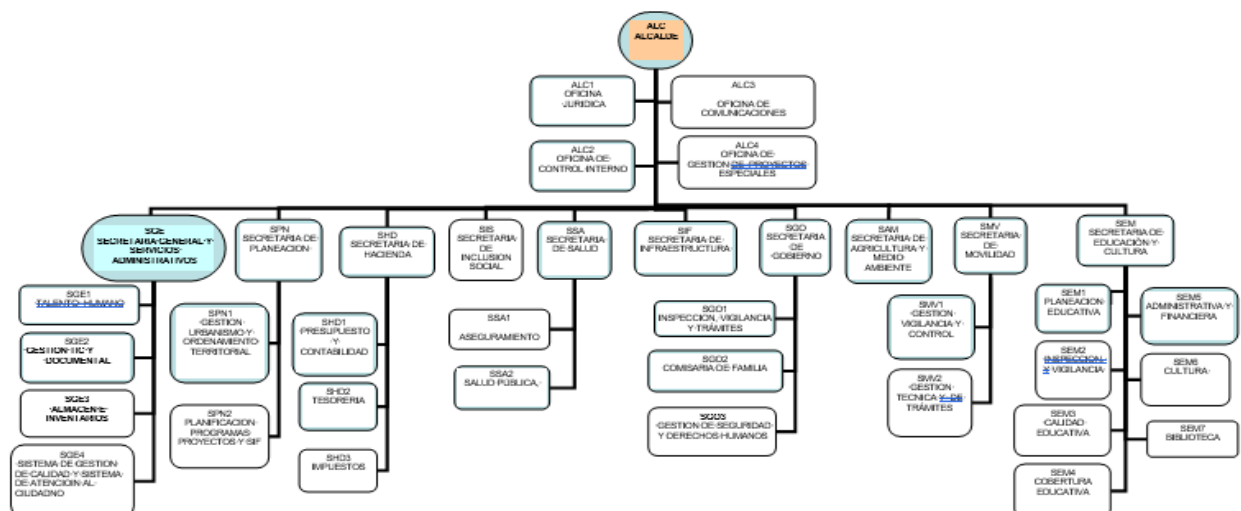 ALC
ALCALDE
ALC1
OFICINA
JURIDICA
ALC3
OFICINA DE
COMUNICACIONES
ALC2
OFICINA DE
CONTROL INTERNO
ALC4
OFICINA DE
GESTION DE PROYECTOS
ESPECIALES
SGE
SECRETARIA GENERAL Y
SERVICIOS
ADMINISTRATIVOS
SPN
SECRETARIA DE
PLANEACION
SHD
SECRETARIA DE
HACIENDA
SIS
SECRETARIA
DE
INCLUSION
SOCIAL
SSA
SECRETARIA
DE SALUD
SIF
SECRETARIA DE
INFRAESTRUCTURA
SGO
SECRETARIA
DE
GOBIERNO
SAM
SECRETARIA DE
AGRICULTURA Y
MEDIO
AMBIENTE
SMV
SECRETARIA
DE
MOVILIDAD
SEM
SECRETARIA DE
EDUCACIÓN Y
CULTURA
SGE1
TALENTO HUMANO
SGE2
GESTION TIC Y
DOCUMENTAL
SGE3
ALMACEN E
INVENTARIOS
SGE4
SISTEMA DE GESTION
DE CALIDAD Y SISTEMA
DE ATENCIOIN AL
CIUDADNO
SPN1
GESTION
URBANISMO Y
ORDENAMIENTO
TERRITORIAL
SPN2
PLANIFICACION
PROGRAMAS
PROYECTOS Y SIF
SHD1
PRESUPUESTO
Y
CONTABILIDAD
SHD2
TESORERIA
SHD3
IMPUESTOS
SSA1
ASEGURAMIENTO
SSA2
SALUD PÚBLICA,
SGO1
INSPECCION, VIGILANCIA
Y TRÁMITES
SGO2
COMISARIA DE FAMILIA
SGO3
GESTION DE SEGURIDAD
Y DERECHOS HUMANOS
SMV1
GESTION
VIGILANCIA Y
CONTROL
SMV2
GESTION
TECNICA Y DE
TRÁMITES
SEM1
PLANEACION
EDUCATIVA
SEM2
INSPECCION
Y VIGILANCIA
SEM3
CALIDAD
EDUCATIVA
SEM4
COBERTURA
EDUCATIVA
SEM5
ADMINISTRATIVA Y
FINANCIERA
SEM6
CULTURA
SEM7
BIBLIOTECA